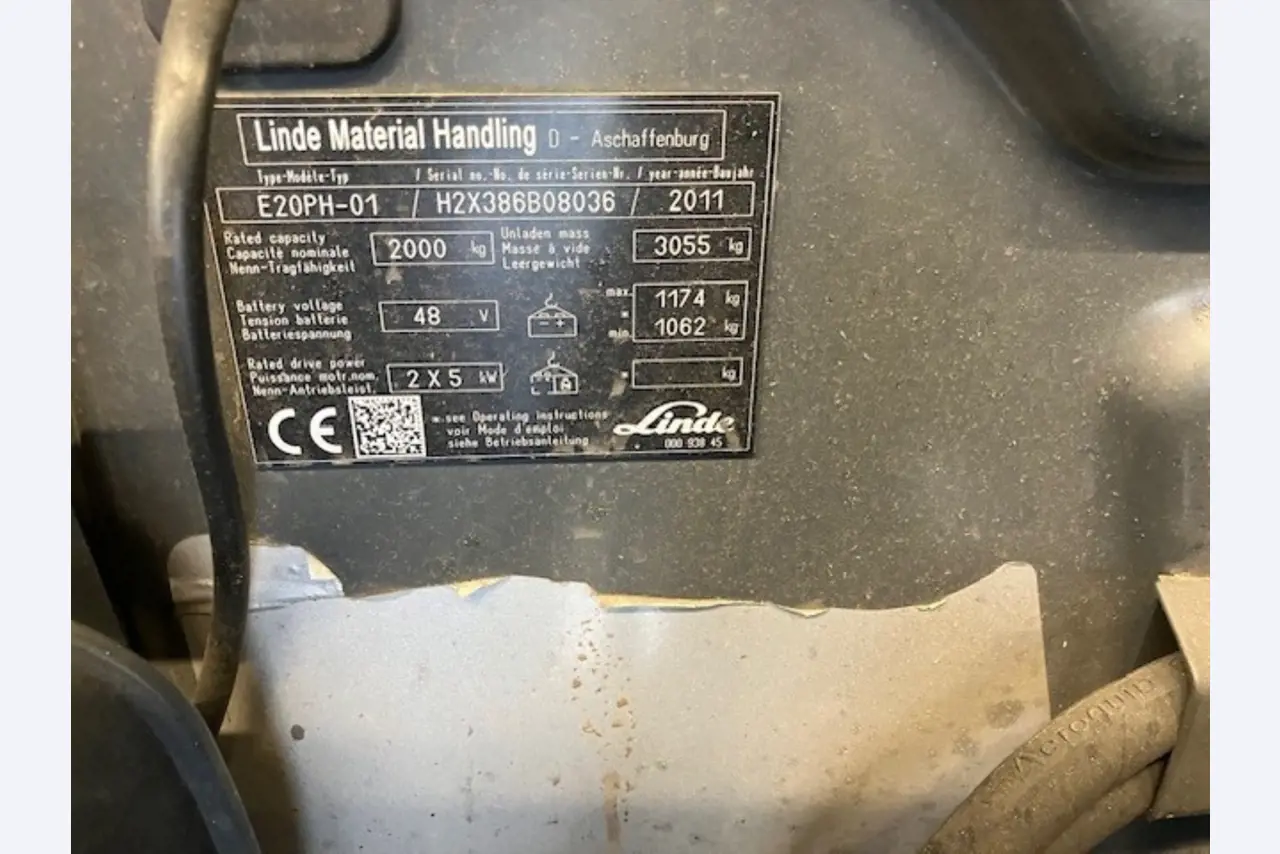 Linde Material Handling D - Aschaffenburg
Type-Modèle-Typ / Serial no.-No. de série-Serien-Nr. / year-année-Baujahr
E20PH-01 / H2X386B08036 / 2011
Rated capacity
Capacité nominale
Nenn-Tragfähigkeit
2000 kg
Unladen mass
Masse à vide
Leergewicht
3055 kg
Battery voltage
Tension batterie
Batteriespannung
48 V
- +
max 1174 kg
*
min 1062 kg
Rated drive power
Puissance motr.nom.
Nenn-Antriebsleist.
2 X 5 kW
* kg
CE
*.see Operating instructions
voir Mode d'emploi
siehe Betriebsanleitung
Linde
000 938 45
Aeroquip